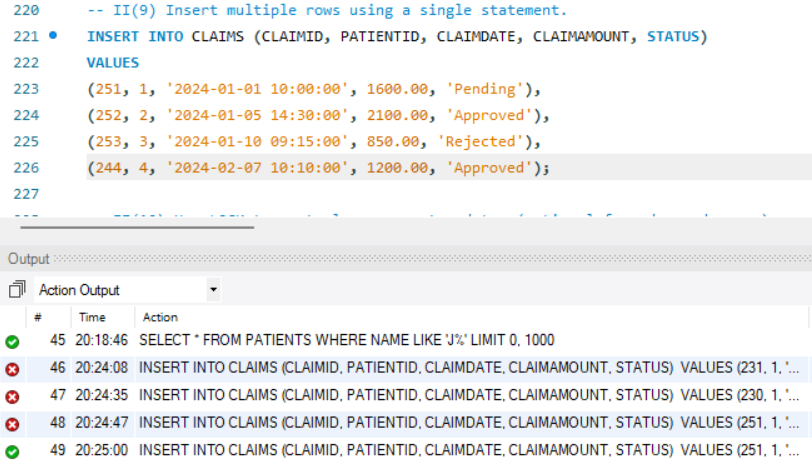 220 -- II(9) Insert multiple rows using a single statement.
221 INSERT INTO CLAIMS (CLAIMID, PATIENTID, CLAIMDATE, CLAIMAMOUNT, STATUS)
222 VALUES
223 (251, 1, '2024-01-01 10:00:00', 1600.00, 'Pending'),
224 (252, 2, '2024-01-05 14:30:00', 2100.00, 'Approved'),
225 (253, 3, '2024-01-10 09:15:00', 850.00, 'Rejected'),
226 (244, 4, '2024-02-07 10:10:00', 1200.00, 'Approved');
227
Output
Action Output
# Time Action
45 20:18:46 SELECT * FROM PATIENTS WHERE NAME LIKE 'J%' LIMIT 0, 1000
46 20:24:08 INSERT INTO CLAIMS (CLAIMID, PATIENTID, CLAIMDATE, CLAIMAMOUNT, STATUS) VALUES (231, 1, '...
47 20:24:35 INSERT INTO CLAIMS (CLAIMID, PATIENTID, CLAIMDATE, CLAIMAMOUNT, STATUS) VALUES (230, 1, '...
48 20:24:47 INSERT INTO CLAIMS (CLAIMID, PATIENTID, CLAIMDATE, CLAIMAMOUNT, STATUS) VALUES (251, 1, '...
49 20:25:00 INSERT INTO CLAIMS (CLAIMID, PATIENTID, CLAIMDATE, CLAIMAMOUNT, STATUS) VALUES (251, 1, '...